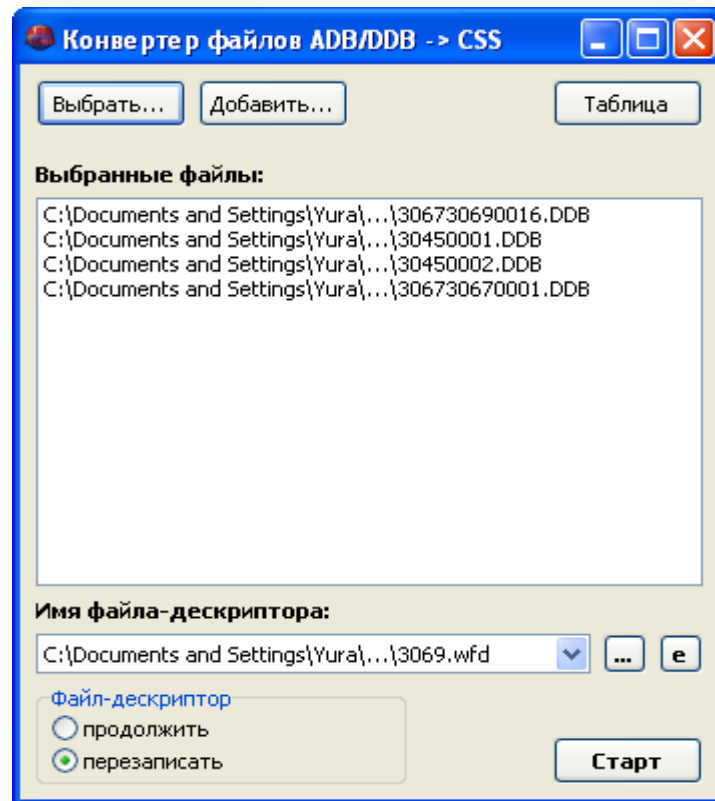 Конвертер файлов ADB/DDB -> CSS
Выбрать... Добавить... Таблица
Выбранные файлы:
C:\Documents and Settings\Yura\...\306730690016.DDB
C:\Documents and Settings\Yura\...\30450001.DDB
C:\Documents and Settings\Yura\...\30450002.DDB
C:\Documents and Settings\Yura\...\306730670001.DDB
Имя файла-дескриптора:
C:\Documents and Settings\Yura\...\3069.wfd ... e
Файл-дескриптор
продолжить
перезаписать
Старт